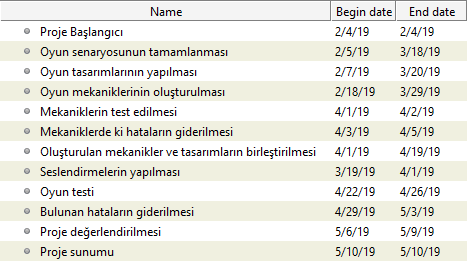 Name Begin date End date
Proje Başlangıcı 2/4/19 2/4/19
Oyun senaryosunun tamamlanması 2/5/19 3/18/19
Oyun tasarımlarının yapılması 2/7/19 3/20/19
Oyun mekaniklerinin oluşturulması 2/18/19 3/29/19
Mekaniklerin test edilmesi 4/1/19 4/2/19
Mekaniklerde ki hataların giderilmesi 4/3/19 4/5/19
Oluşturulan mekanikler ve tasarımların birleştirilmesi 4/1/19 4/19/19
Seslendirmelerin yapılması 3/19/19 4/1/19
Oyun testi 4/22/19 4/26/19
Bulunan hataların giderilmesi 4/29/19 5/3/19
Proje değerlendirilmesi 5/6/19 5/9/19
Proje sunumu 5/10/19 5/10/19